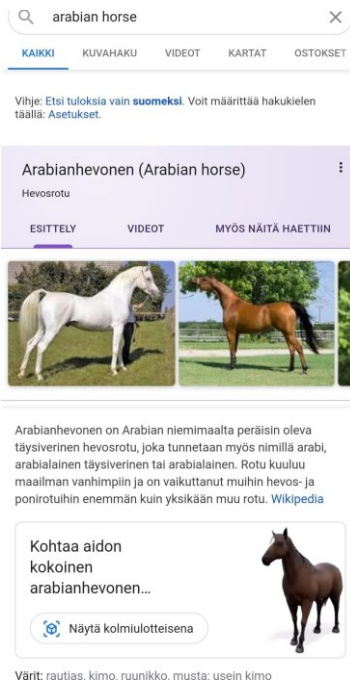 arabian horse
KAIKKI KUVAHAKU VIDEOT KARTAT OSTOKSET
Vihje: Etsi tuloksia vain suomeksi. Voit määrittää hakukielen
täällä: Asetukset.
Arabianhevonen (Arabian horse)
Hevosrotu
ESITTELY VIDEOT MYÖS NÄITÄ HAETTIIN
Arabianhevonen on Arabian niemimaalta peräisin oleva
täysiverinen hevosrotu, joka tunnetaan myös nimillä arabi,
arabialainen täysiverinen tai arabialainen. Rotu kuuluu
maailman vanhimpiin ja on vaikuttanut muihin hevos- ja
ponirotuihin enemmän kuin yksikään muu rotu. Wikipedia
Kohtaa aidon
kokoinen
arabianhevonen...
Näytä kolmiulotteisena
Värit: rautias, kimo, ruunikko, musta; usein kimo